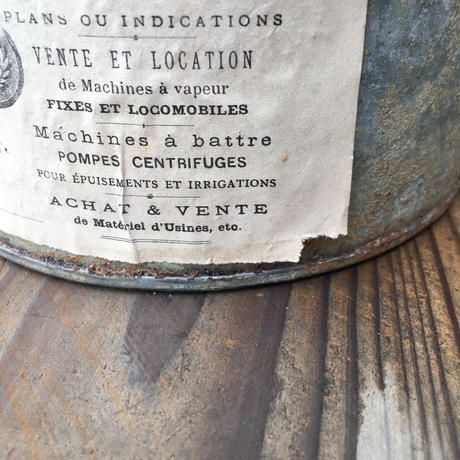 PLANS OU INDICATIONS
VENTE ET LOCATION
de Machines à vapeur
FIXES ET LOCOMOBILES
Machines à battre
POMPES CENTRIFUGES
POUR ÉPUISEMENTS ET IRRIGATIONS
ACHAT & VENTE
de Matériel d'Usines, etc.